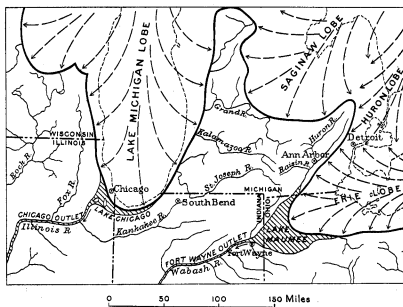 LAKE MICHIGAN LOBE
SAGINAW LOBE
HURON LOBE
Grand R.
WISCONSIN
ILLINOIS
Kalamazoo R.
Huron R.
Detroit
Ann Arbor
Raisin R.
Rock R.
Fox R.
St. Joseph R.
Chicago
MICHIGAN
INDIANA
OHIO
ERIE LOBE
LAKE CHICAGO
South Bend
CHICAGO OUTLET
Illinois R.
Kankakee R.
LAKE MAUMEE
FORT WAYNE OUTLET
Fort Wayne
Wabash R.
0 50 100 150 Miles